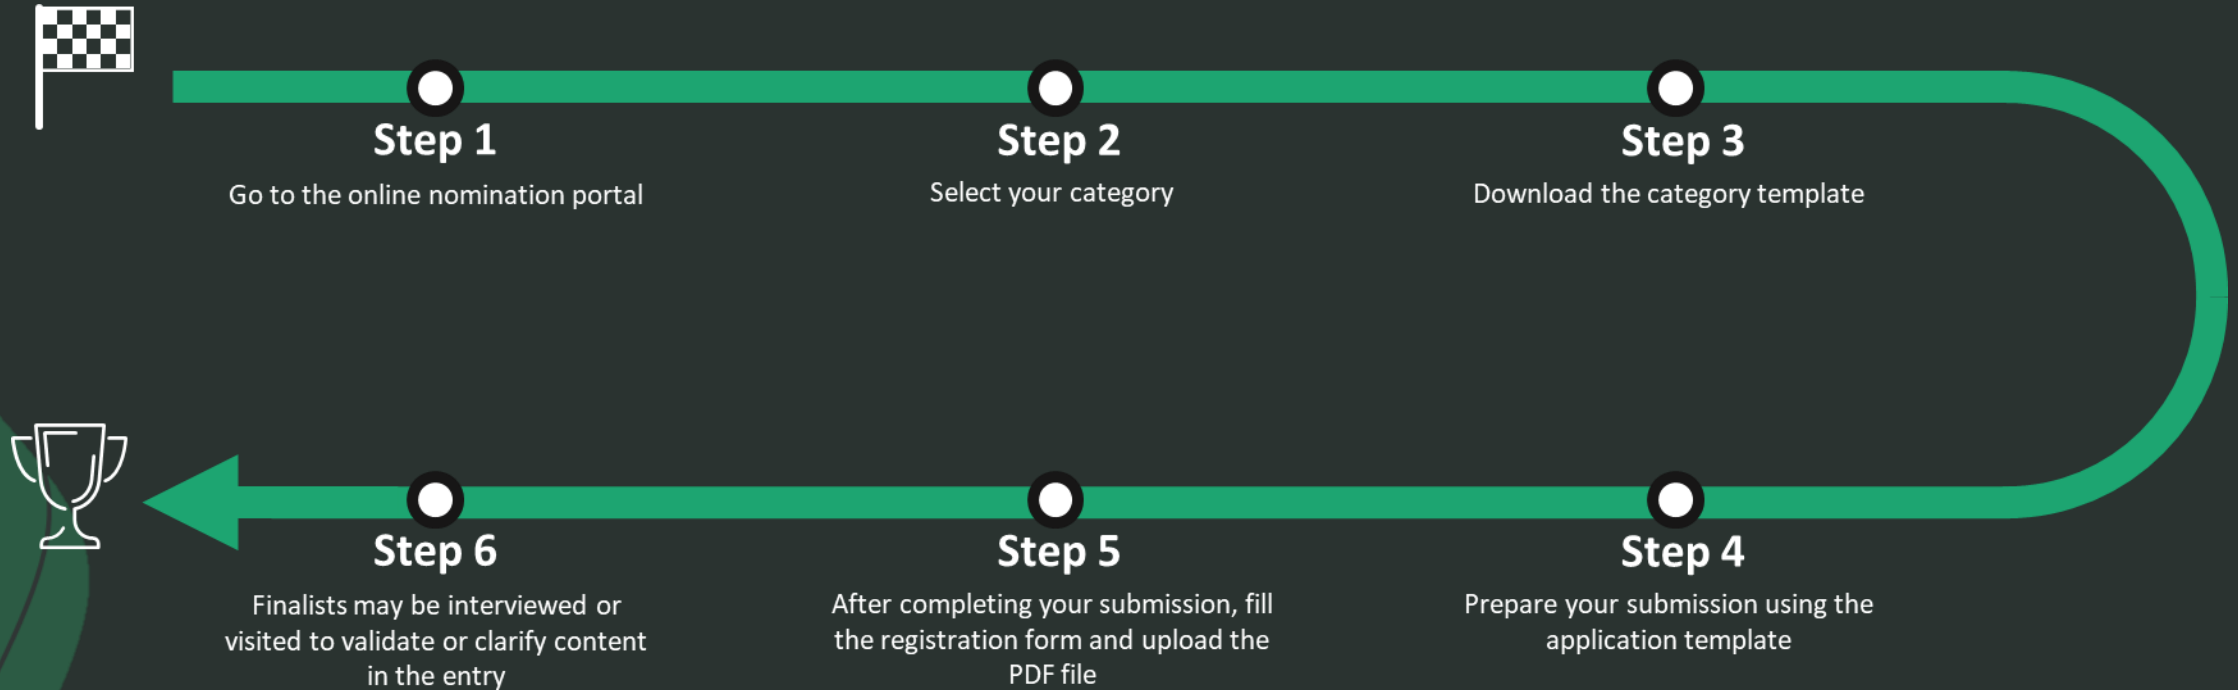 Step 1
Go to the online nomination portal
Step 2
Select your category
Step 3
Download the category template
Step 4
Prepare your submission using the
application template
Step 5
After completing your submission, fill
the registration form and upload the
PDF file
Step 6
Finalists may be interviewed or
visited to validate or clarify content
in the entry